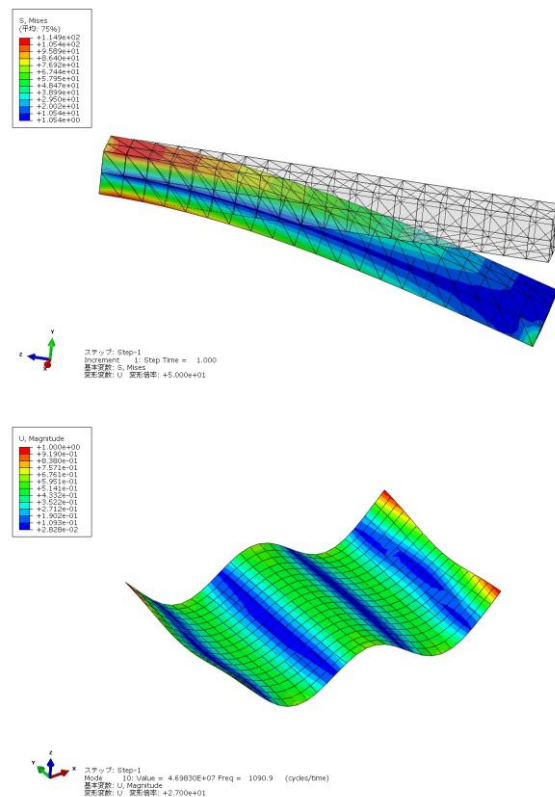 S, Mises
(平均: 75%)
+1.149e+02
+1.054e+02
+9.589e+01
+8.640e+01
+7.692e+01
+6.744e+01
+5.795e+01
+4.847e+01
+3.899e+01
+2.950e+01
+2.002e+01
+1.054e+01
+1.054e+00
Y
Z
X
ステップ: Step-1
Increment 1: Step Time = 1.000
基本変数: S, Mises
変形変数: U 変形倍率: +5.000e+01
U, Magnitude
+1.000e+00
+9.190e-01
+8.380e-01
+7.571e-01
+6.761e-01
+5.951e-01
+5.141e-01
+4.332e-01
+3.522e-01
+2.712e-01
+1.902e-01
+1.093e-01
+2.828e-02
Z
Y
X
ステップ: Step-1
Mode 10: Value = 4.69830E+07 Freq = 1090.9 (cycles/time)
基本変数: U, Magnitude
変形変数: U 変形倍率: +2.700e+01